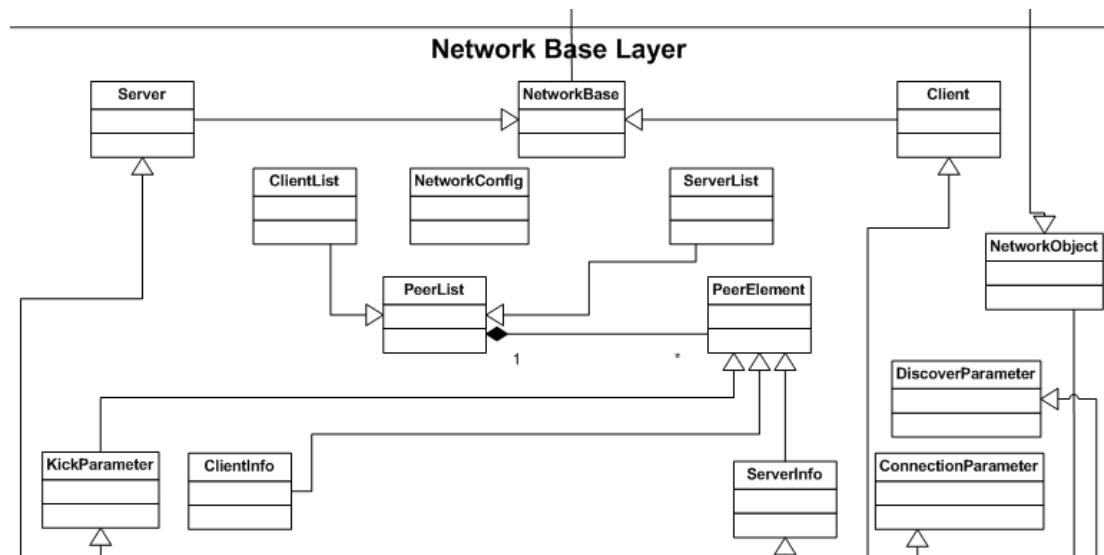 Network Base Layer
Server
NetworkBase
Client
ClientList
NetworkConfig
ServerList
NetworkObject
PeerList
PeerElement
1
*
DiscoverParameter
KickParameter
ClientInfo
ServerInfo
ConnectionParameter